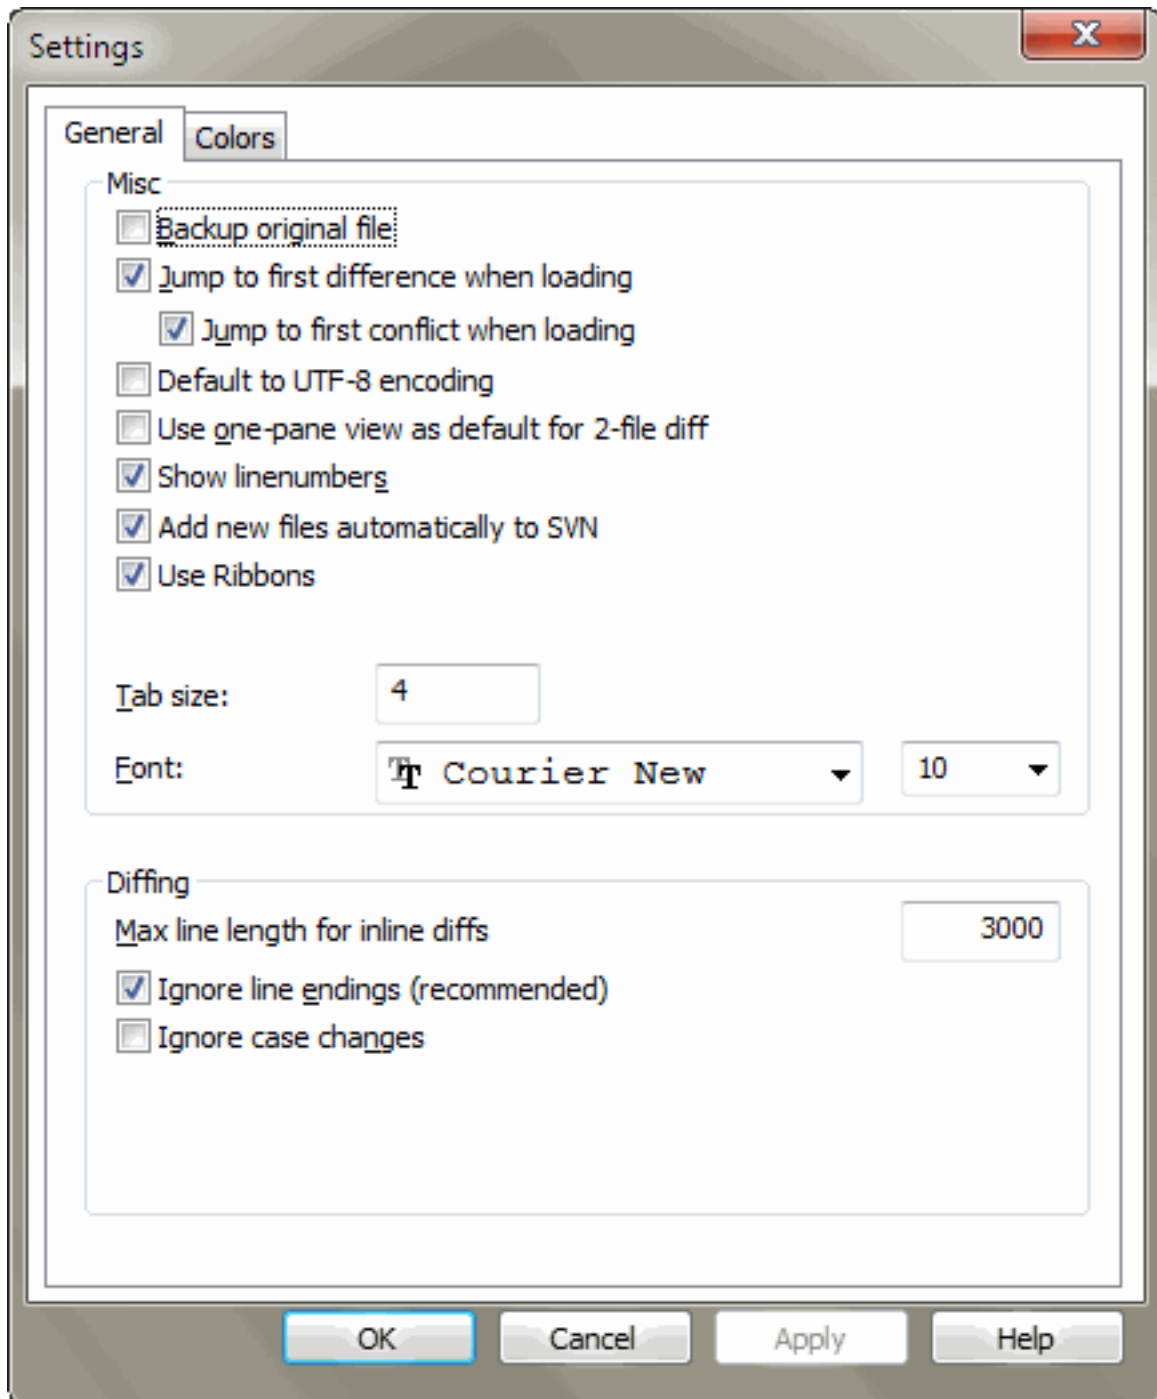 Settings
General
Colors
Misc
Backup original file
Jump to first difference when loading
Jump to first conflict when loading
Default to UTF-8 encoding
Use one-pane view as default for 2-file diff
Show linenumbers
Add new files automatically to SVN
Use Ribbons
Tab size: 4
Font: Courier New 10
Diffing
Max line length for inline diffs 3000
Ignore line endings (recommended)
Ignore case changes
OK Cancel Apply Help